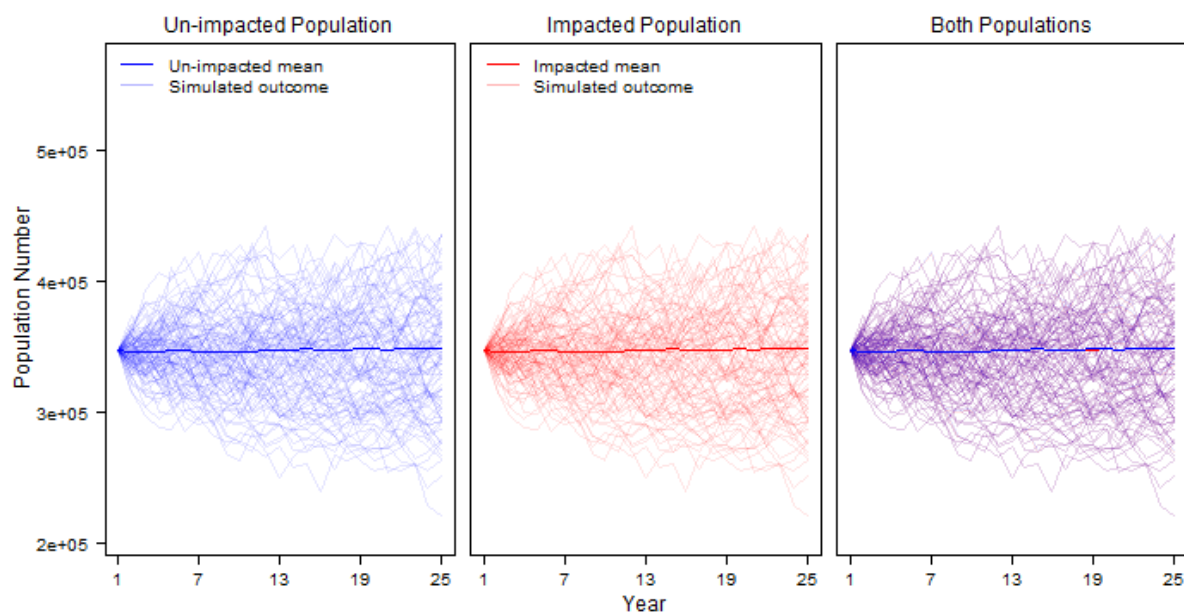 Un-impacted Population
Impacted Population
Both Populations
Un-impacted mean
Simulated outcome
Impacted mean
Simulated outcome
Population Number
5e+05
4e+05
3e+05
2e+05
1 7 13 19 25
1 7 13 19 25
1 7 13 19 25
Year